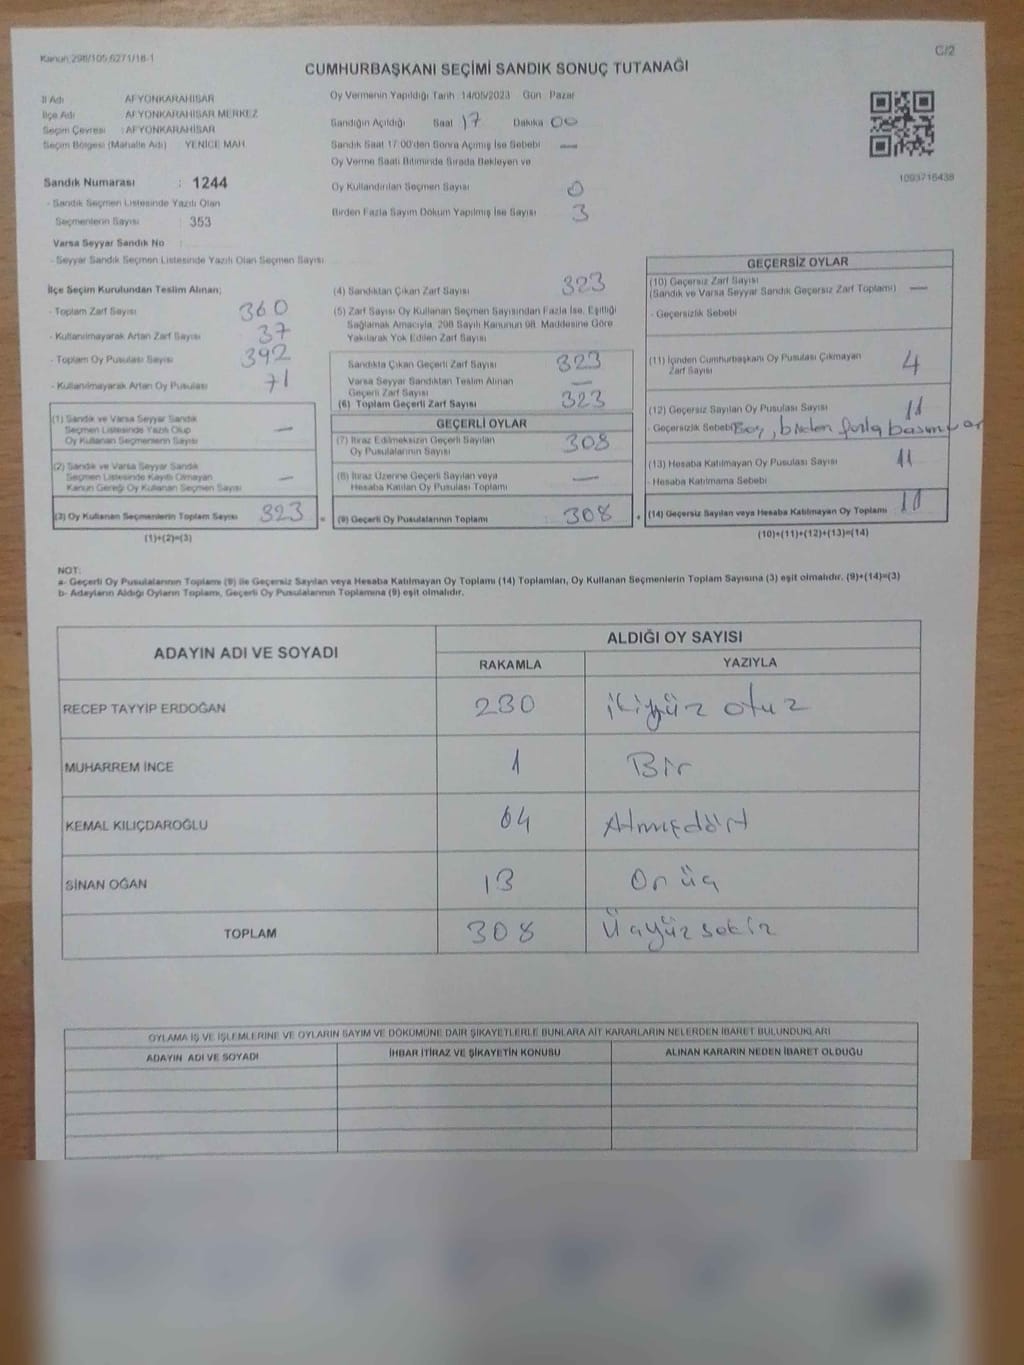 Kanun 298/105,6271/18-1
C/2
CUMHURBAŞKANI SEÇİMİ SANDIK SONUÇ TUTANAĞI
İl Adı AFYONKARAHİSAR
İlçe Adı AFYONKARAHİSAR MERKEZ
Seçim Çevresi : AFYONKARAHİSAR
Seçim Bölgesi (Mahalle Adı) YENİCE MAH.
Sandık Numarası : 1244
- Sandık Seçmen Listesinde Yazılı Olan
Seçmenlerin Sayısı : 353
Varsa Seyyar Sandık No
- Seyyar Sandık Seçmen Listesinde Yazılı Olan Seçmen Sayısı
Oy Vermenin Yapıldığı Tarih 14/05/2023 Gün Pazar
Sandığın Açıldığı Saat 17 Dakika 00
Sandık Saat 17:00'den Sonra Açımış İse Sebebi —
Oy Verme Saati Bitiminde Sırada Bekleyen ve
Oy Kullandırılan Seçmen Sayısı 0
Birden Fazla Sayım Döküm Yapılmış İse Sayısı 3
1093716438
İlçe Seçim Kurulundan Teslim Alınan;
- Toplam Zarf Sayısı 360
- Kullanılmayarak Artan Zarf Sayısı 37
- Toplam Oy Pusulası Sayısı 392
- Kullanılmayarak Artan Oy Pusulası 71
(1) Sandık ve Varsa Seyyar Sandık
Seçmen Listesinde Yazılı Olup
Oy Kullanan Seçmenlerin Sayısı —
(2) Sandık ve Varsa Seyyar Sandık
Seçmen Listesinde Kayıtlı Olmayan
Kanun Gereği Oy Kullanan Seçmen Sayısı —
(3) Oy Kullanan Seçmenlerin Toplam Sayısı 323 =
(1)+(2)=(3)
(4) Sandıktan Çıkan Zarf Sayısı 323
(5) Zarf Sayısı Oy Kullanan Seçmen Sayısından Fazla İse, Eşitliği
Sağlamak Amacıyla, 298 Sayılı Kanunun 98. Maddesine Göre
Yakılarak Yok Edilen Zarf Sayısı
Sandıkta Çıkan Geçerli Zarf Sayısı 323
Varsa Seyyar Sandıktan Teslim Alınan
Geçerli Zarf Sayısı —
(6) Toplam Geçerli Zarf Sayısı 323
GEÇERLİ OYLAR
(7) İtiraz Edilmeksizin Geçerli Sayılan
Oy Pusulalarının Sayısı 308
(8) İtiraz Üzerine Geçerli Sayılan veya
Hesaba Katılan Oy Pusulası Toplamı —
(9) Geçerli Oy Pusulalarının Toplamı : 308 +
GEÇERSİZ OYLAR
(10) Geçersiz Zarf Sayısı
(Sandık ve Varsa Seyyar Sandık Geçersiz Zarf Toplamı) —
- Geçersizlik Sebebi
(11) İçinden Cumhurbaşkanı Oy Pusulası Çıkmayan
Zarf Sayısı 4
(12) Geçersiz Sayılan Oy Pusulası Sayısı 11
- Geçersizlik Sebebi Boş, birden fazla
(13) Hesaba Katılmayan Oy Pusulası Sayısı 11
- Hesaba Katılmama Sebebi
(14) Geçersiz Sayılan veya Hesaba Katılmayan Oy Toplamı
(10)+(11)+(12)+(13)=(14)
NOT:
a- Geçerli Oy Pusulalarının Toplamı (9) ile Geçersiz Sayılan veya Hesaba Katılmayan Oy Toplamı (14) Toplamları, Oy Kullanan Seçmenlerin Toplam Sayısına (3) eşit olmalıdır. (9)+(14)=(3)
b- Adayların Aldığı Oyların Toplamı, Geçerli Oy Pusulalarının Toplamına (9) eşit olmalıdır.
ADAYIN ADI VE SOYADI ALDIĞI OY SAYISI
RAKAMLA YAZIYLA
RECEP TAYYİP ERDOĞAN 230 ikiyüz otuz
MUHARREM İNCE 1 Bir
KEMAL KILIÇDAROĞLU 64 Atmışdört
SİNAN OĞAN 13 On üç
TOPLAM 308 Üçyüz sekiz
OYLAMA İŞ VE İŞLEMLERİNE VE OYLARIN SAYIM VE DÖKÜMÜNE DAİR ŞİKAYETLERLE BUNLARA AİT KARARLARIN NELERDEN İBARET BULUNDUKLARI
ADAYIN ADI VE SOYADI İHBAR İTİRAZ VE ŞİKAYETİN KONUSU ALINAN KARARIN NEDEN İBARET OLDUĞU